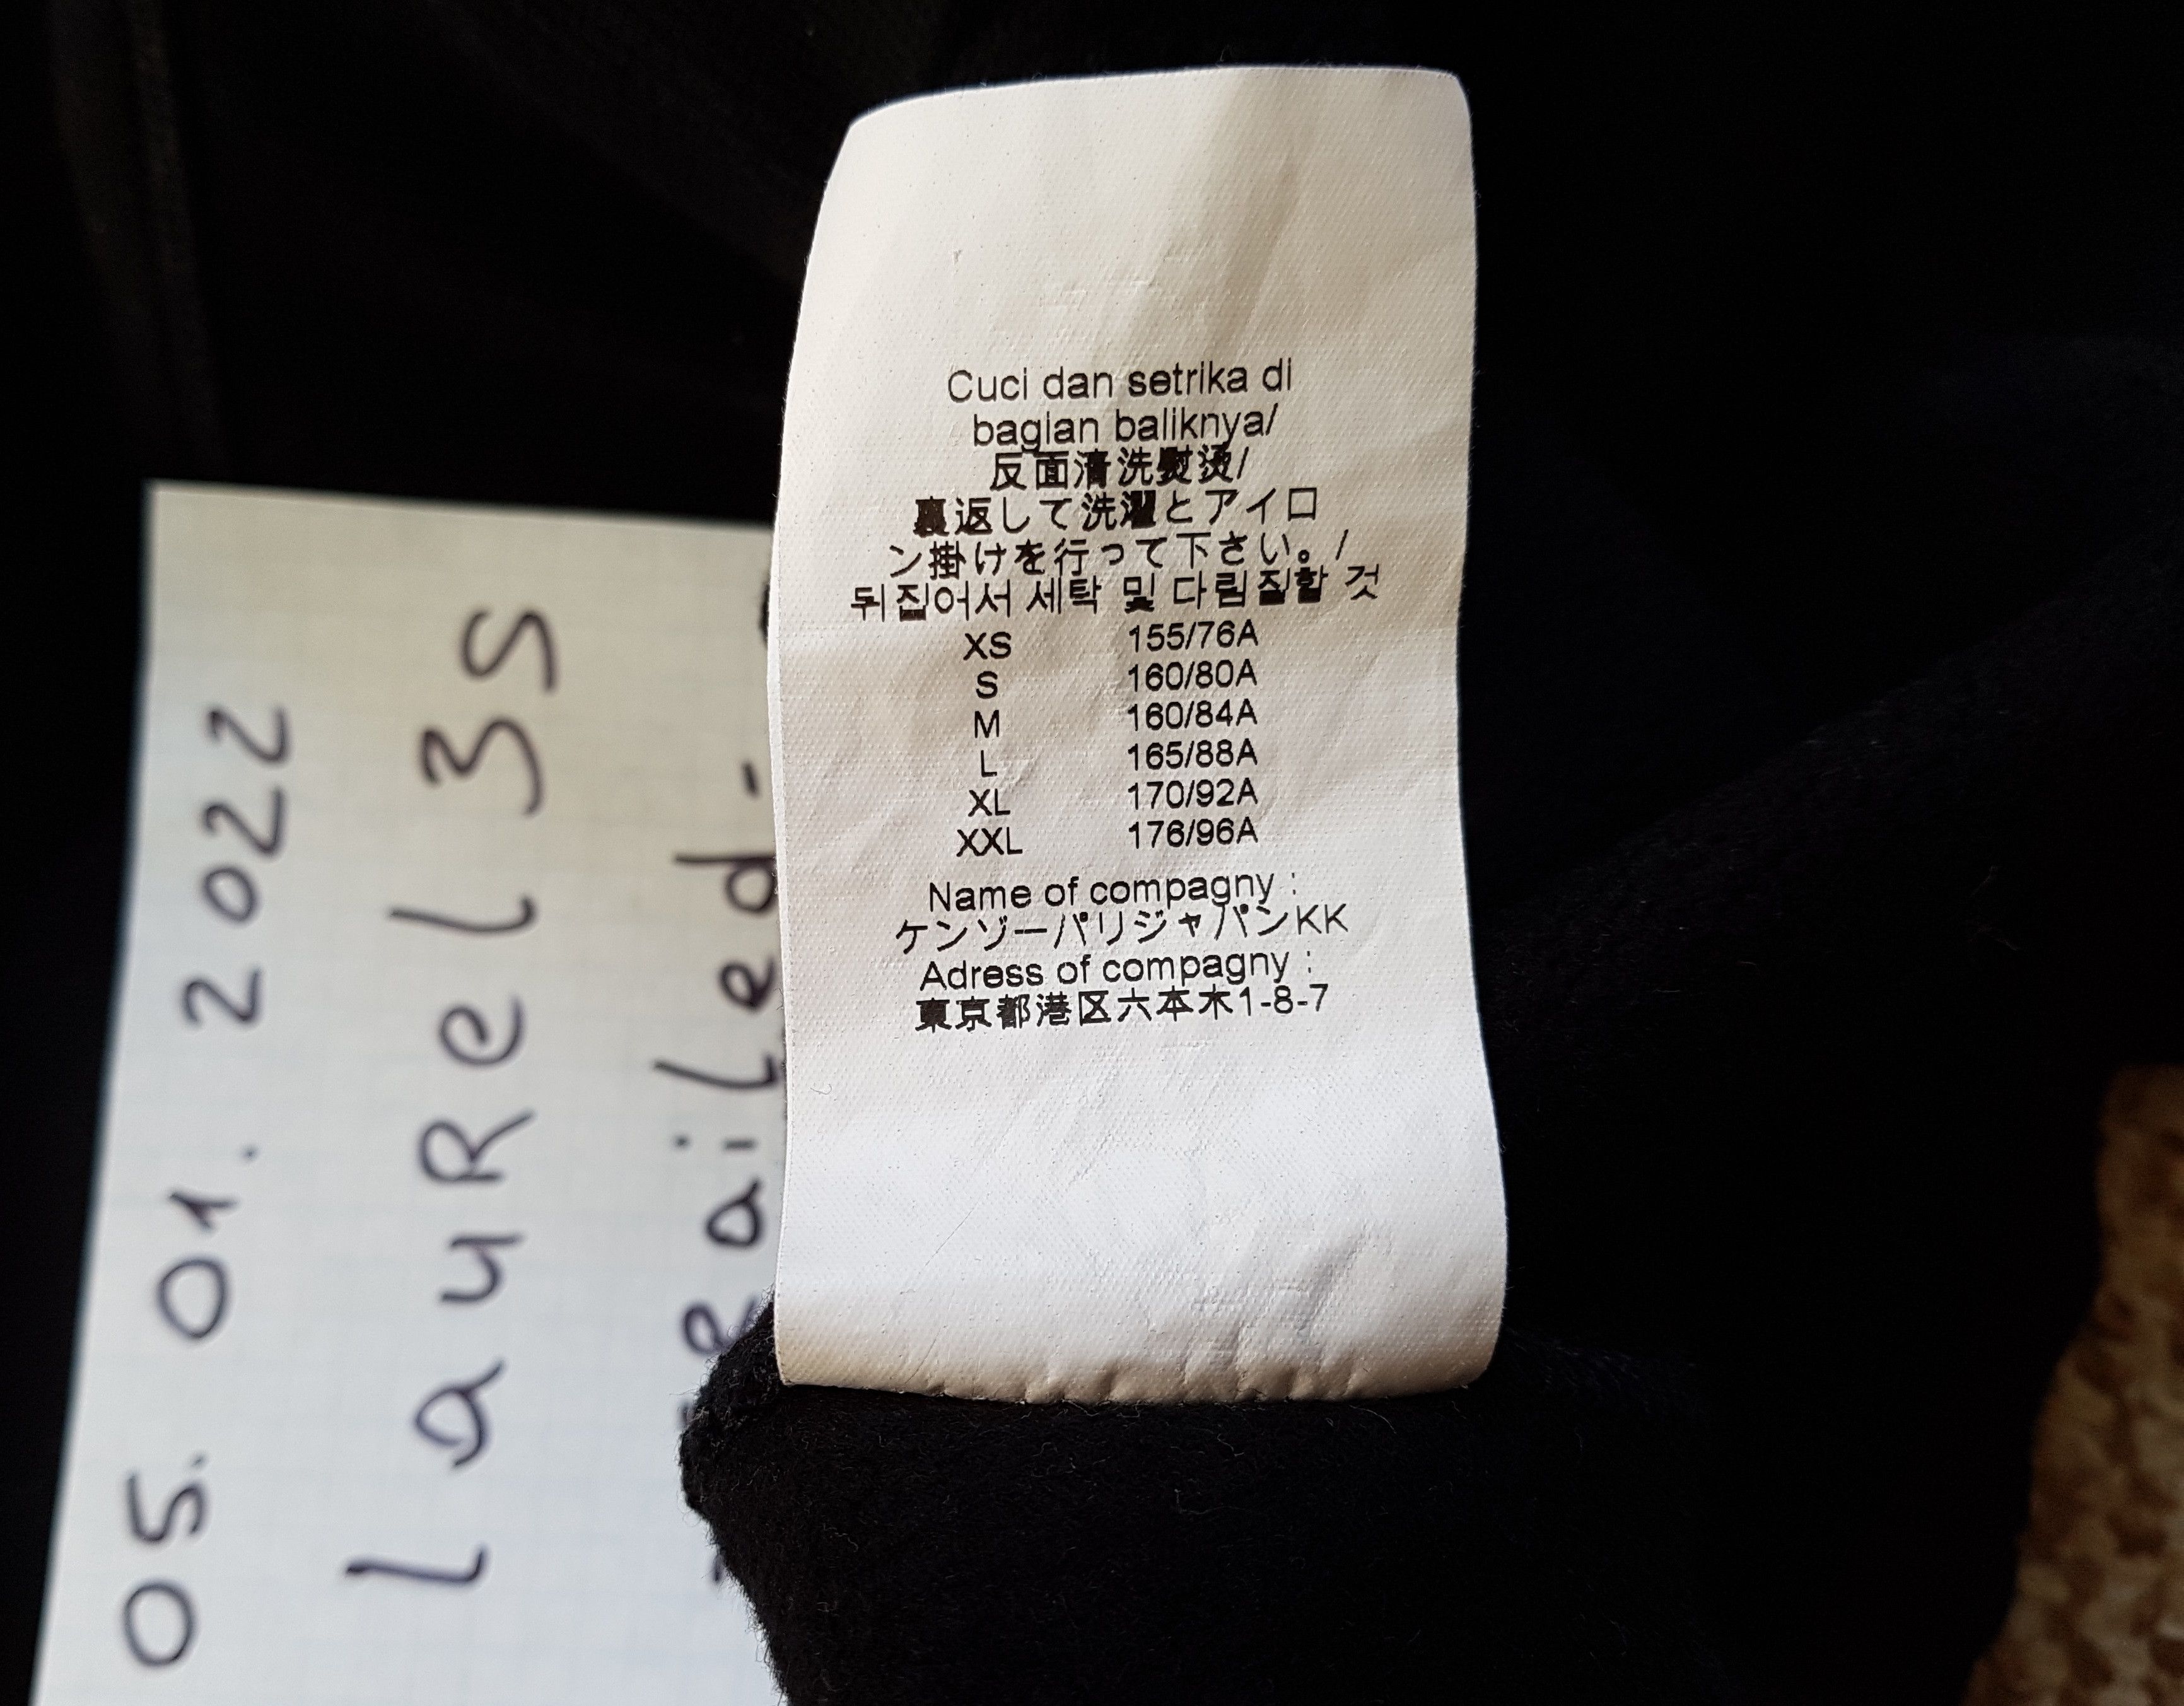 Cuci dan setrika di
bagian baliknya/
反面清洗熨烫/
裏返して洗濯とアイロ
ン掛けを行って下さい。/
뒤집어서 세탁 및 다림질할 것
XS 155/76A
S 160/80A
M 160/84A
L 165/88A
XL 170/92A
XXL 176/96A
Name of compagny :
ケンゾーパリジャパンKK
Adress of compagny :
東京都港区六本木1-8-7
05. 01. 2022
lauRel3s